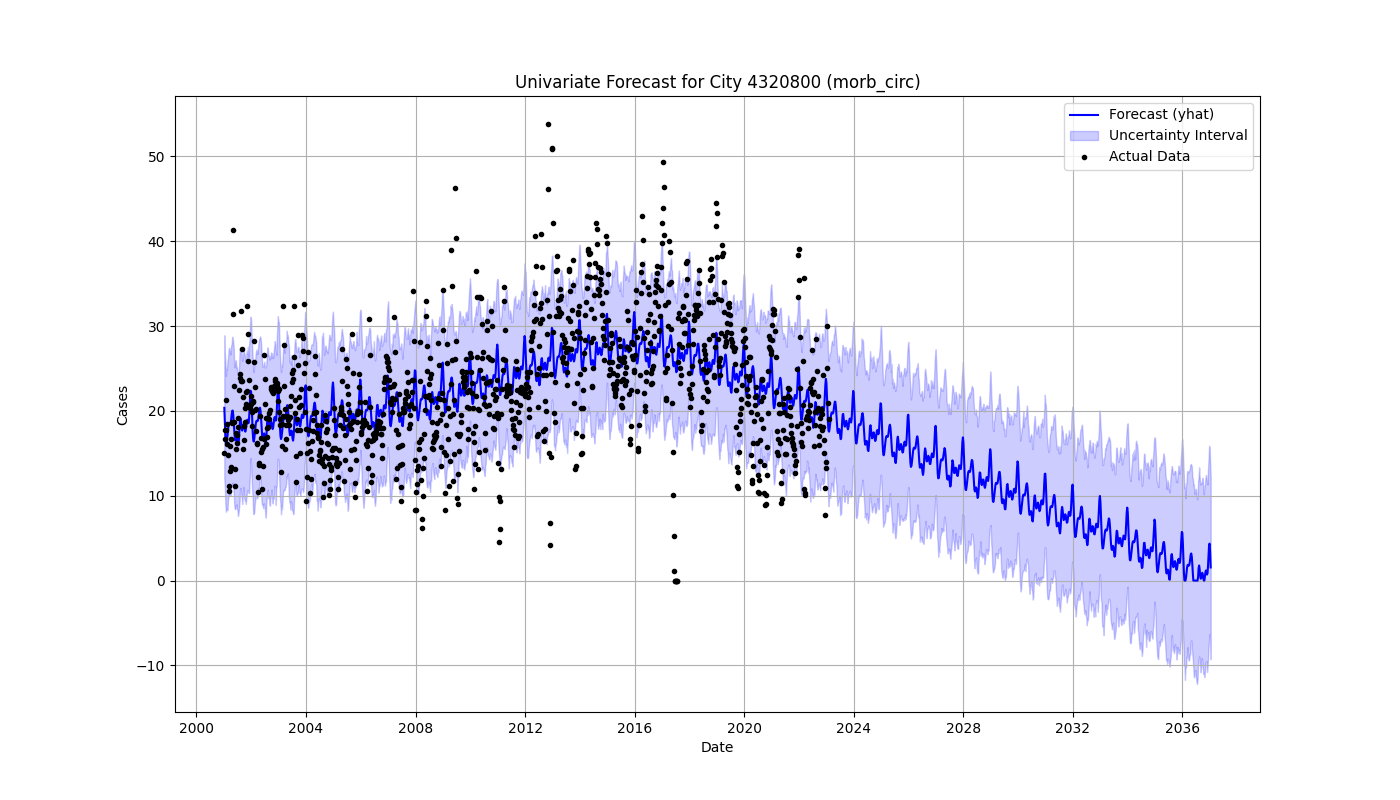 Univariate Forecast for City 4320800 (morb_circ)
Forecast (yhat)
Uncertainty Interval
Actual Data
Cases
50
40
30
20
10
0
−10
2000 2004 2008 2012 2016 2020 2024 2028 2032 2036
Date